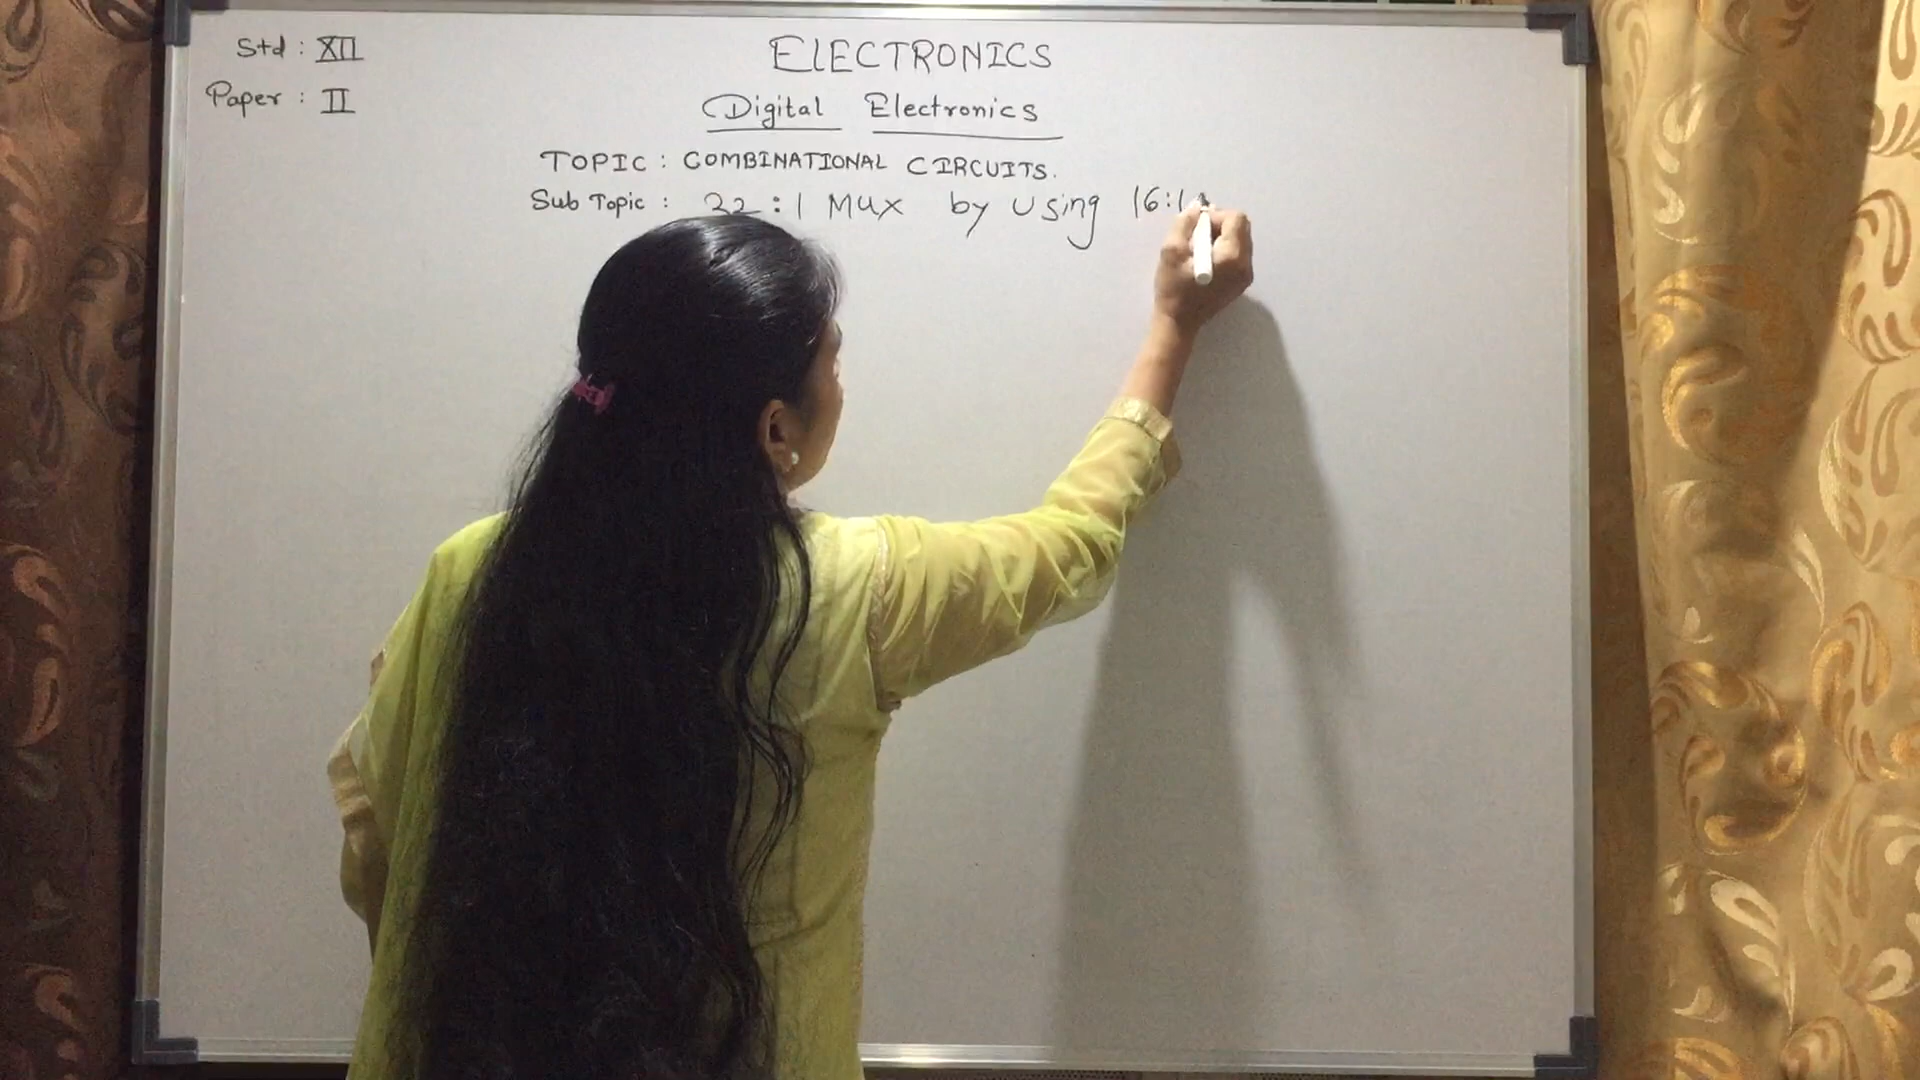 Std : XII
Paper : II
ELECTRONICS
Digital Electronics
TOPIC : COMBINATIONAL CIRCUITS.
Sub Topic : 32 : 1 Mux by Using 16:1